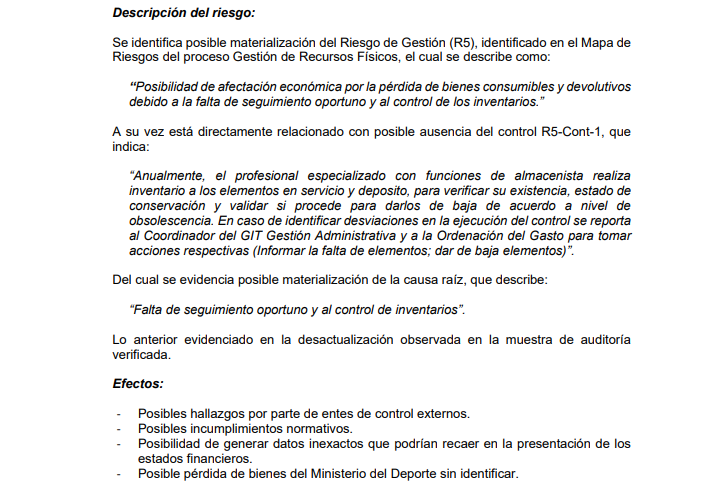 Descripción del riesgo:
Se identifica posible materialización del Riesgo de Gestión (R5), identificado en el Mapa de
Riesgos del proceso Gestión de Recursos Físicos, el cual se describe como:
“Posibilidad de afectación económica por la pérdida de bienes consumibles y devolutivos
debido a la falta de seguimiento oportuno y al control de los inventarios.”
A su vez está directamente relacionado con posible ausencia del control R5-Cont-1, que
indica:
“Anualmente, el profesional especializado con funciones de almacenista realiza
inventario a los elementos en servicio y deposito, para verificar su existencia, estado de
conservación y validar si procede para darlos de baja de acuerdo a nivel de
obsolescencia. En caso de identificar desviaciones en la ejecución del control se reporta
al Coordinador del GIT Gestión Administrativa y a la Ordenación del Gasto para tomar
acciones respectivas (Informar la falta de elementos; dar de baja elementos)”.
Del cual se evidencia posible materialización de la causa raíz, que describe:
“Falta de seguimiento oportuno y al control de inventarios”.
Lo anterior evidenciado en la desactualización observada en la muestra de auditoría
verificada.
Efectos:
- Posibles hallazgos por parte de entes de control externos.
- Posibles incumplimientos normativos.
- Posibilidad de generar datos inexactos que podrían recaer en la presentación de los
estados financieros.
- Posible pérdida de bienes del Ministerio del Deporte sin identificar.